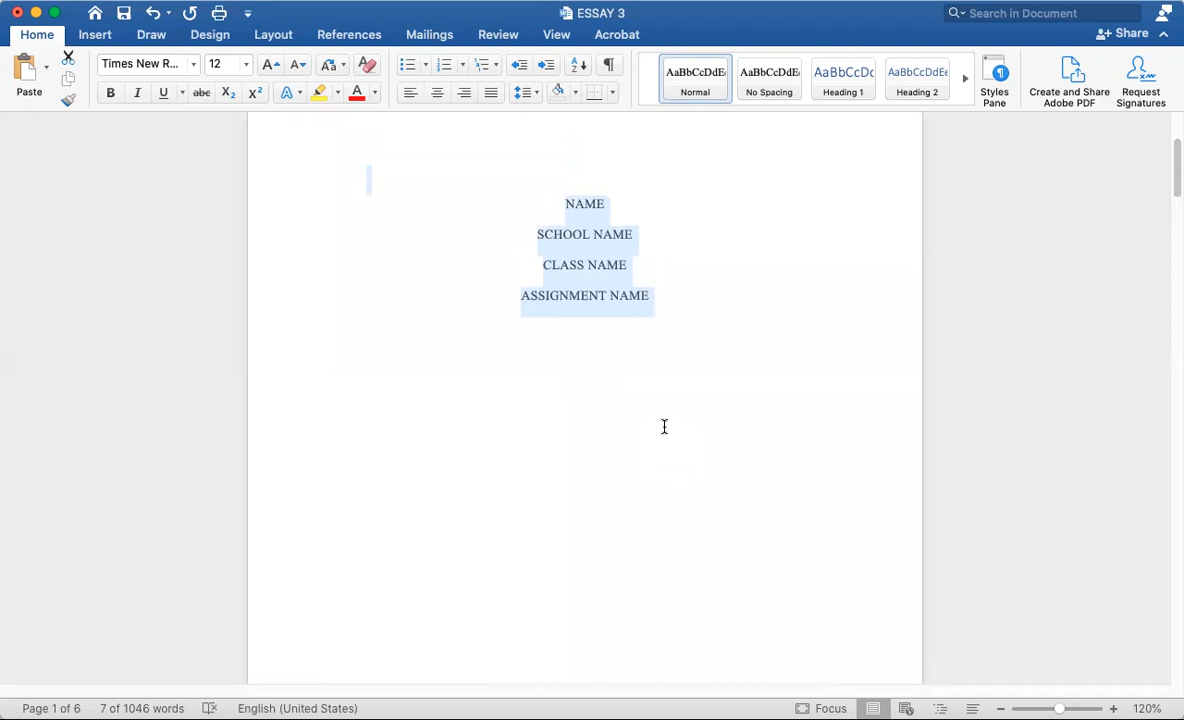 ESSAY 3
Search in Document
Home Insert Draw Design Layout References Mailings Review View Acrobat
Share
Paste
Times New R... 12
AaBbCcDdE AaBbCcDdE AaBbCcDc AaBbCcDdEe
Normal No Spacing Heading 1 Heading 2
Styles Pane
Create and Share Adobe PDF
Request Signatures
NAME
SCHOOL NAME
CLASS NAME
ASSIGNMENT NAME
Page 1 of 6 7 of 1046 words English (United States) Focus 120%